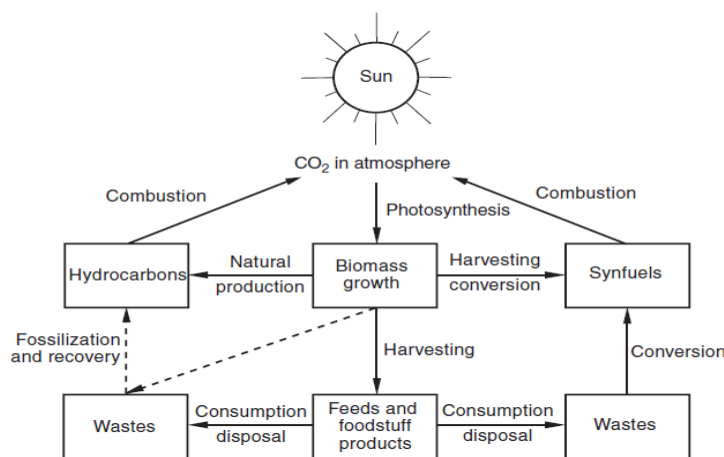 Sun
CO₂ in atmosphere
Combustion
Combustion
Photosynthesis
Hydrocarbons
Natural
production
Biomass
growth
Harvesting
conversion
Synfuels
Fossilization
and recovery
Harvesting
Conversion
Wastes
Consumption
disposal
Feeds and
foodstuff
products
Consumption
disposal
Wastes